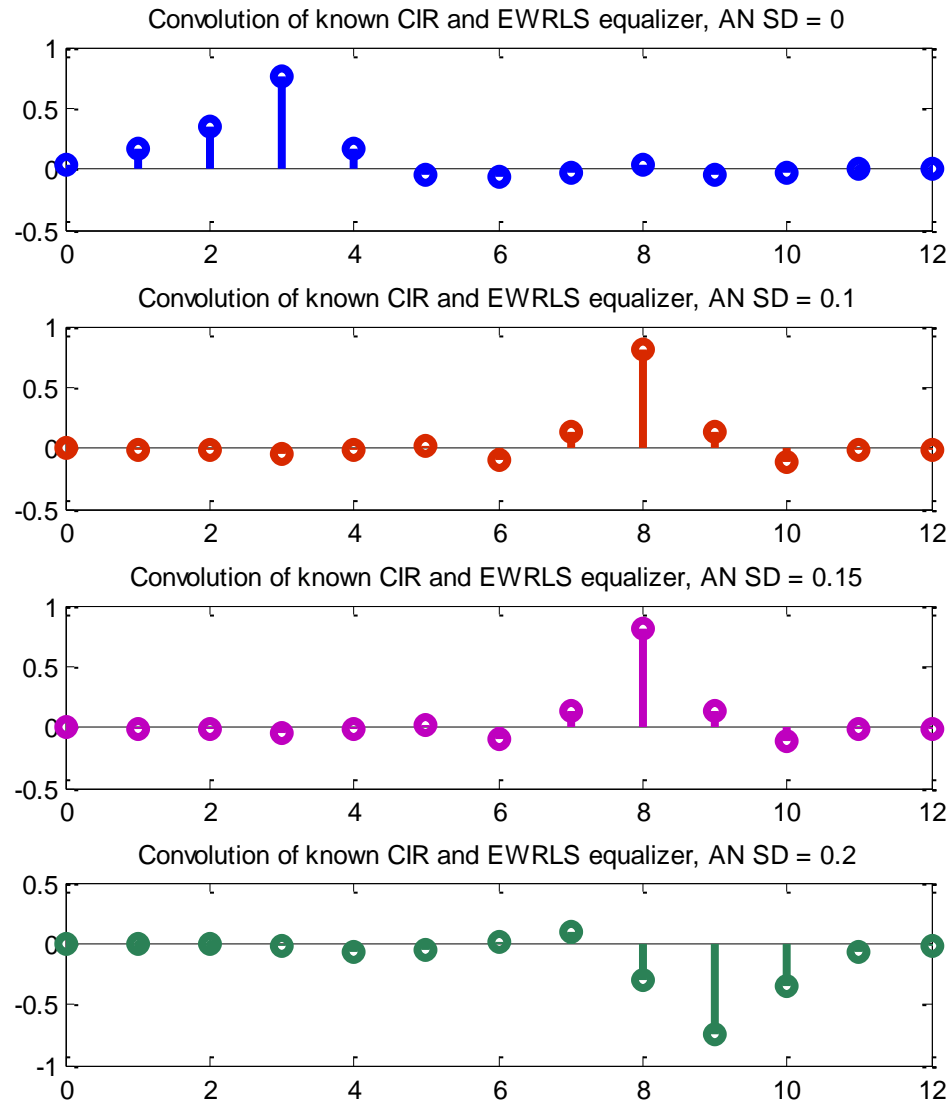 Convolution of known CIR and EWRLS equalizer, AN SD = 0
1
0.5
0
-0.5
0 2 4 6 8 10 12
Convolution of known CIR and EWRLS equalizer, AN SD = 0.1
1
0.5
0
-0.5
0 2 4 6 8 10 12
Convolution of known CIR and EWRLS equalizer, AN SD = 0.15
1
0.5
0
-0.5
0 2 4 6 8 10 12
Convolution of known CIR and EWRLS equalizer, AN SD = 0.2
0.5
0
-0.5
-1
0 2 4 6 8 10 12